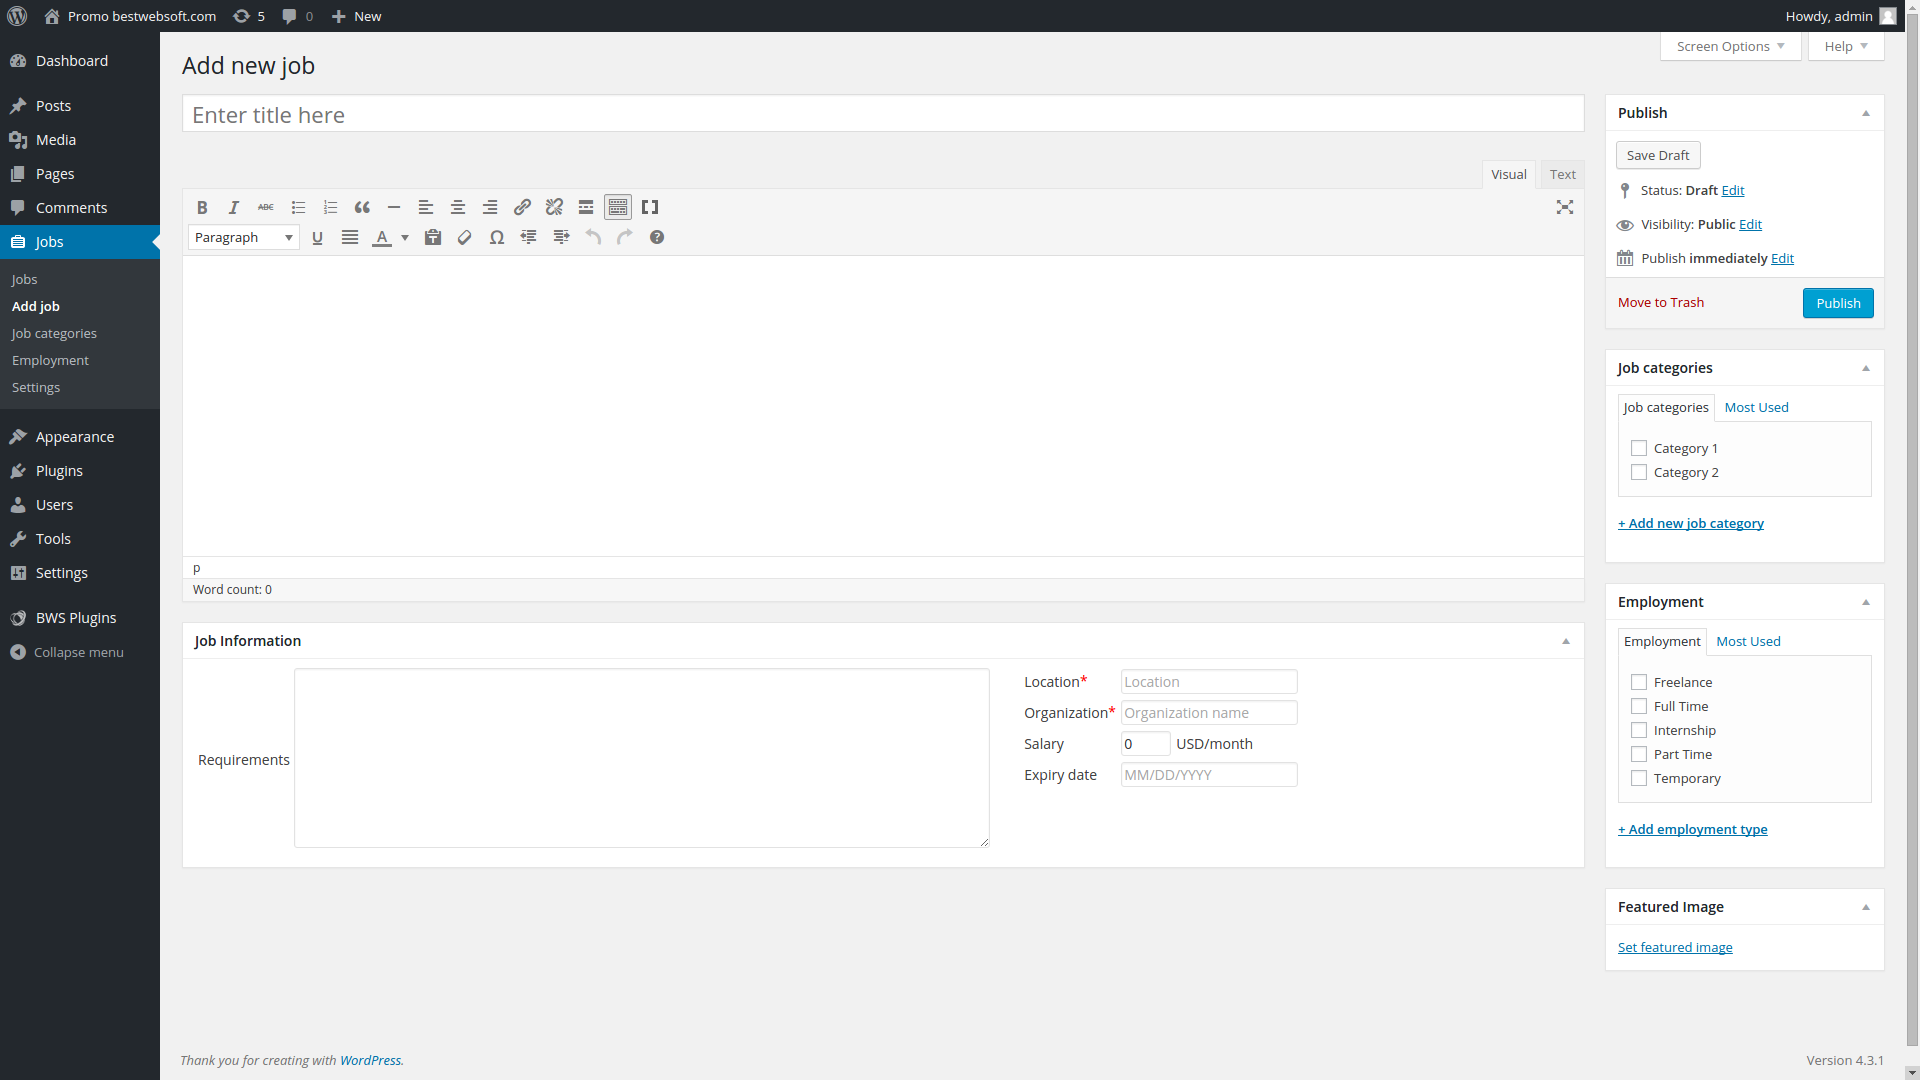 Promo bestwebsoft.com 5 0 New Howdy, admin
Screen Options Help
Dashboard
Posts
Media
Pages
Comments
Jobs
Jobs
Add job
Job categories
Employment
Settings
Appearance
Plugins
Users
Tools
Settings
BWS Plugins
Collapse menu
Add new job
Enter title here
Visual Text
B I ABC
Paragraph U A Ω ?
p
Word count: 0
Job Information
Requirements
Location* Location
Organization* Organization name
Salary 0 USD/month
Expiry date MM/DD/YYYY
Publish
Save Draft
Status: Draft Edit
Visibility: Public Edit
Publish immediately Edit
Move to Trash Publish
Job categories
Job categories Most Used
Category 1
Category 2
+ Add new job category
Employment
Employment Most Used
Freelance
Full Time
Internship
Part Time
Temporary
+ Add employment type
Featured Image
Set featured image
Thank you for creating with WordPress. Version 4.3.1